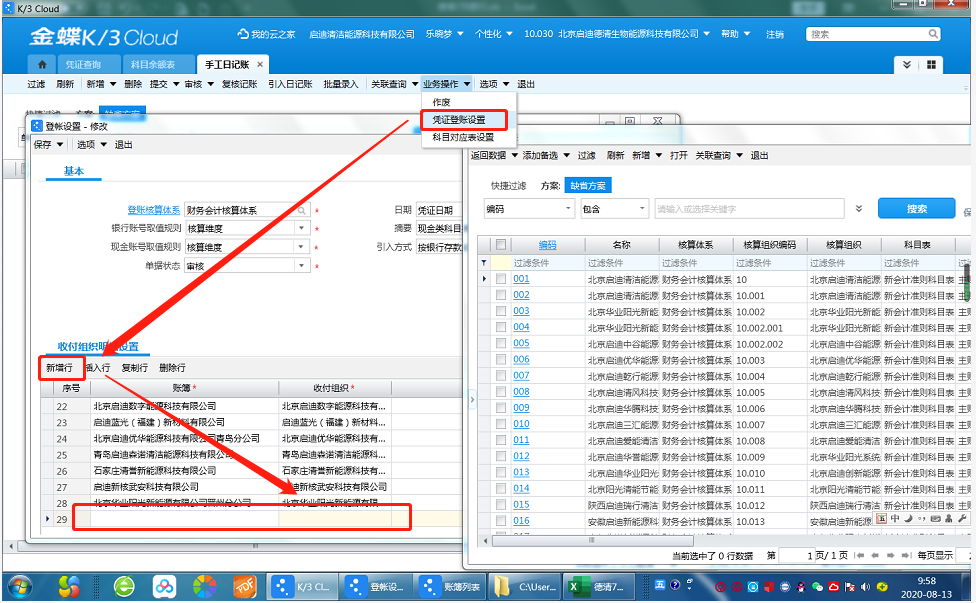 K/3 Cloud
金蝶K/3 Cloud
我的云之家 启迪清洁能源科技有限公司 乐晓梦 个性化 10.030 北京启迪德清生物能源科技有限公司 帮助 注销 搜索
凭证查询 科目余额表 手工日记账
过滤 刷新 新增 删除 提交 审核 复核记账 引入日记账 批量录入 关联查询 业务操作 选项 退出
作废
凭证登账设置
科目对应表设置
登帐设置 - 修改
保存 选项 退出
基本
登账核算体系 财务会计核算体系 * 日期 凭证日期
银行账号取值规则 核算维度 * 摘要 现金类科目
现金账号取值规则 核算维度 * 引入方式 按银行存款
单据状态 审核 *
收付组织明细设置
新增行 插入行 复制行 删除行
序号 账簿* 收付组织*
22 北京启迪数字能源科技有限公司 北京启迪数字能源科技有...
23 启迪蓝光（福建）新材料有限公司 启迪蓝光（福建）新材料...
24 北京启迪优华能源科技有限公司青岛分公司 北京启迪优华能源科技有...
25 青岛启迪森诺清洁能源科技有限公司 青岛启迪森诺清洁能源科...
26 石家庄清誉新能源科技有限公司 石家庄清誉新能源科技有...
27 启迪新核武安科技有限公司 启迪新核武安科技有限公司
28 北京华业阳光新能源有限公司晋州分公司 北京华业阳光新能源有限...
29
返回数据 添加备选 过滤 刷新 新增 打开 关联查询 退出
快捷过滤 方案: 缺省方案
编码 包含 请输入或选择关键字 搜索
编码 名称 核算体系 核算组织编码 核算组织 科目表
过滤条件 过滤条件 过滤条件 过滤条件 过滤条件 过滤条件
001 北京启迪清洁能源 财务会计核算体系 10 北京启迪清洁能源 新会计准则科目表 主账
002 北京启迪清洁能源 财务会计核算体系 10.001 北京启迪清洁能源 新会计准则科目表 主账
003 北京华业阳光新能 财务会计核算体系 10.002 北京华业阳光新能 新会计准则科目表 主账
004 北京华业阳光新能 财务会计核算体系 10.002.001 北京华业阳光新能 新会计准则科目表 主账
005 北京启迪中谷能源 财务会计核算体系 10.002.002 北京启迪中谷能源 新会计准则科目表 主账
006 北京启迪优华能源 财务会计核算体系 10.003 北京启迪优华能源 新会计准则科目表 主账
007 北京启迪乾行能源 财务会计核算体系 10.004 北京启迪乾行能源 新会计准则科目表 主账
008 北京启迪清风科技 财务会计核算体系 10.005 北京启迪清风科技 新会计准则科目表 主账
009 北京启迪华腾科技 财务会计核算体系 10.006 北京启迪华腾科技 新会计准则科目表 主账
010 北京启迪三汇能源 财务会计核算体系 10.007 北京启迪三汇能源 新会计准则科目表 主账
011 北京启迪爱能清洁 财务会计核算体系 10.008 北京启迪爱能清洁 新会计准则科目表 主账
012 北京启迪华誉能源 财务会计核算体系 10.009 北京华业阳光系统 新会计准则科目表 主账
013 北京启迪华业阳光 财务会计核算体系 10.010 北京启迪创新能源 新会计准则科目表 主账
014 北京阳光清能节能 财务会计核算体系 10.011 北京阳光清能节能 新会计准则科目表 主账
015 陕西启迪瑞行清洁 财务会计核算体系 10.012 陕西启迪瑞行清洁 新会计准则科目表 主账
016 安徽启迪新能源科 财务会计核算体系 10.013 安徽启迪新能源
当前选中了 0 行数据 第 1 页/ 1 页 每页显示
K/3 Cl... 登帐设... 账簿列表 C:\User... 德清7...
9:58
2020-08-13